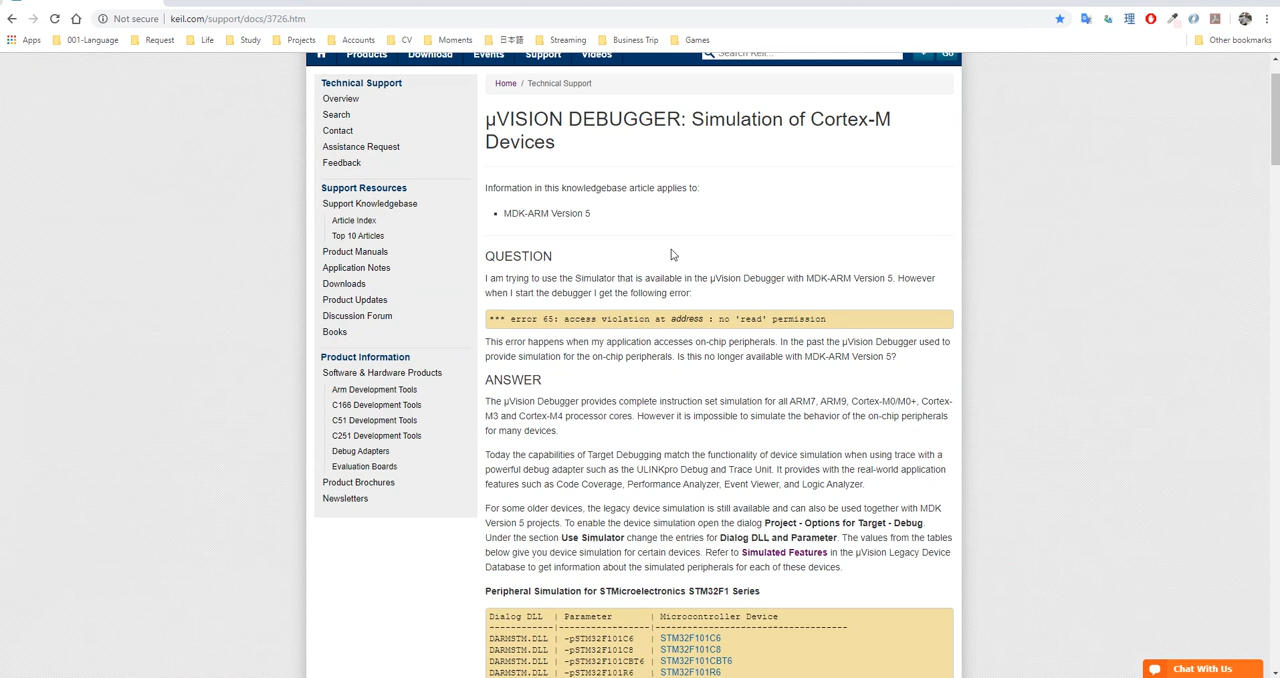 Not secure | keil.com/support/docs/3726.htm
Apps 001-Language Request Life Study Projects Accounts CV Moments 日本語 Streaming Business Trip Games Other bookmarks
Products Download Events Support Videos Search Keil... Go
Technical Support
Overview
Search
Contact
Assistance Request
Feedback
Support Resources
Support Knowledgebase
Article Index
Top 10 Articles
Product Manuals
Application Notes
Downloads
Product Updates
Discussion Forum
Books
Product Information
Software & Hardware Products
Arm Development Tools
C166 Development Tools
C51 Development Tools
C251 Development Tools
Debug Adapters
Evaluation Boards
Product Brochures
Newsletters
Home / Technical Support
µVISION DEBUGGER: Simulation of Cortex-M
Devices
Information in this knowledgebase article applies to:
▪ MDK-ARM Version 5
QUESTION
I am trying to use the Simulator that is available in the µVision Debugger with MDK-ARM Version 5. However
when I start the debugger I get the following error:
*** error 65: access violation at address : no 'read' permission
This error happens when my application accesses on-chip peripherals. In the past the µVision Debugger used to
provide simulation for the on-chip peripherals. Is this no longer available with MDK-ARM Version 5?
ANSWER
The µVision Debugger provides complete instruction set simulation for all ARM7, ARM9, Cortex-M0/M0+, Cortex-
M3 and Cortex-M4 processor cores. However it is impossible to simulate the behavior of the on-chip peripherals
for many devices.
Today the capabilities of Target Debugging match the functionality of device simulation when using trace with a
powerful debug adapter such as the ULINKpro Debug and Trace Unit. It provides with the real-world application
features such as Code Coverage, Performance Analyzer, Event Viewer, and Logic Analyzer.
For some older devices, the legacy device simulation is still available and can also be used together with MDK
Version 5 projects. To enable the device simulation open the dialog Project - Options for Target - Debug.
Under the section Use Simulator change the entries for Dialog DLL and Parameter. The values from the tables
below give you device simulation for certain devices. Refer to Simulated Features in the µVision Legacy Device
Database to get information about the simulated peripherals for each of these devices.
Peripheral Simulation for STMicroelectronics STM32F1 Series
Dialog DLL | Parameter | Microcontroller Device
-----------|-----------------|----------------------------------
DARMSTM.DLL | -pSTM32F101C6 | STM32F101C6
DARMSTM.DLL | -pSTM32F101C8 | STM32F101C8
DARMSTM.DLL | -pSTM32F101CBT6 | STM32F101CBT6
DARMSTM.DLL | -pSTM32F101R6 | STM32F101R6
Chat With Us